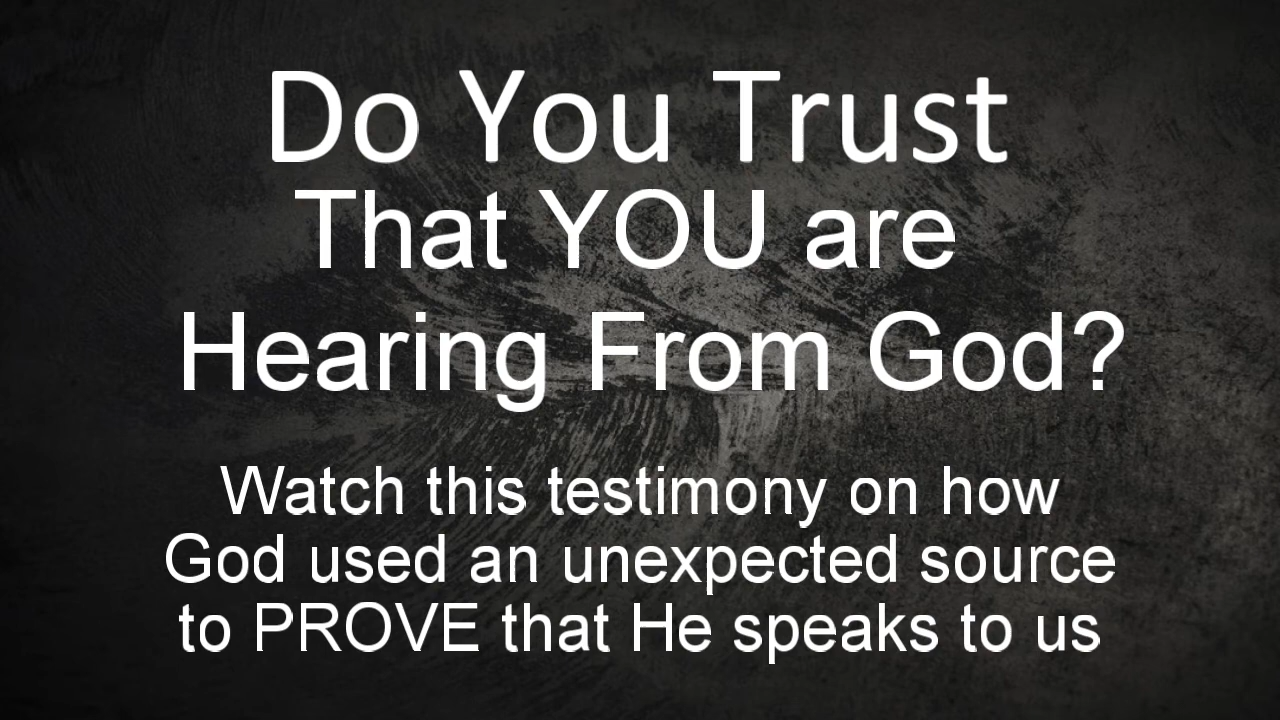 Do You Trust
That YOU are
Hearing From God?
Watch this testimony on how
God used an unexpected source
to PROVE that He speaks to us